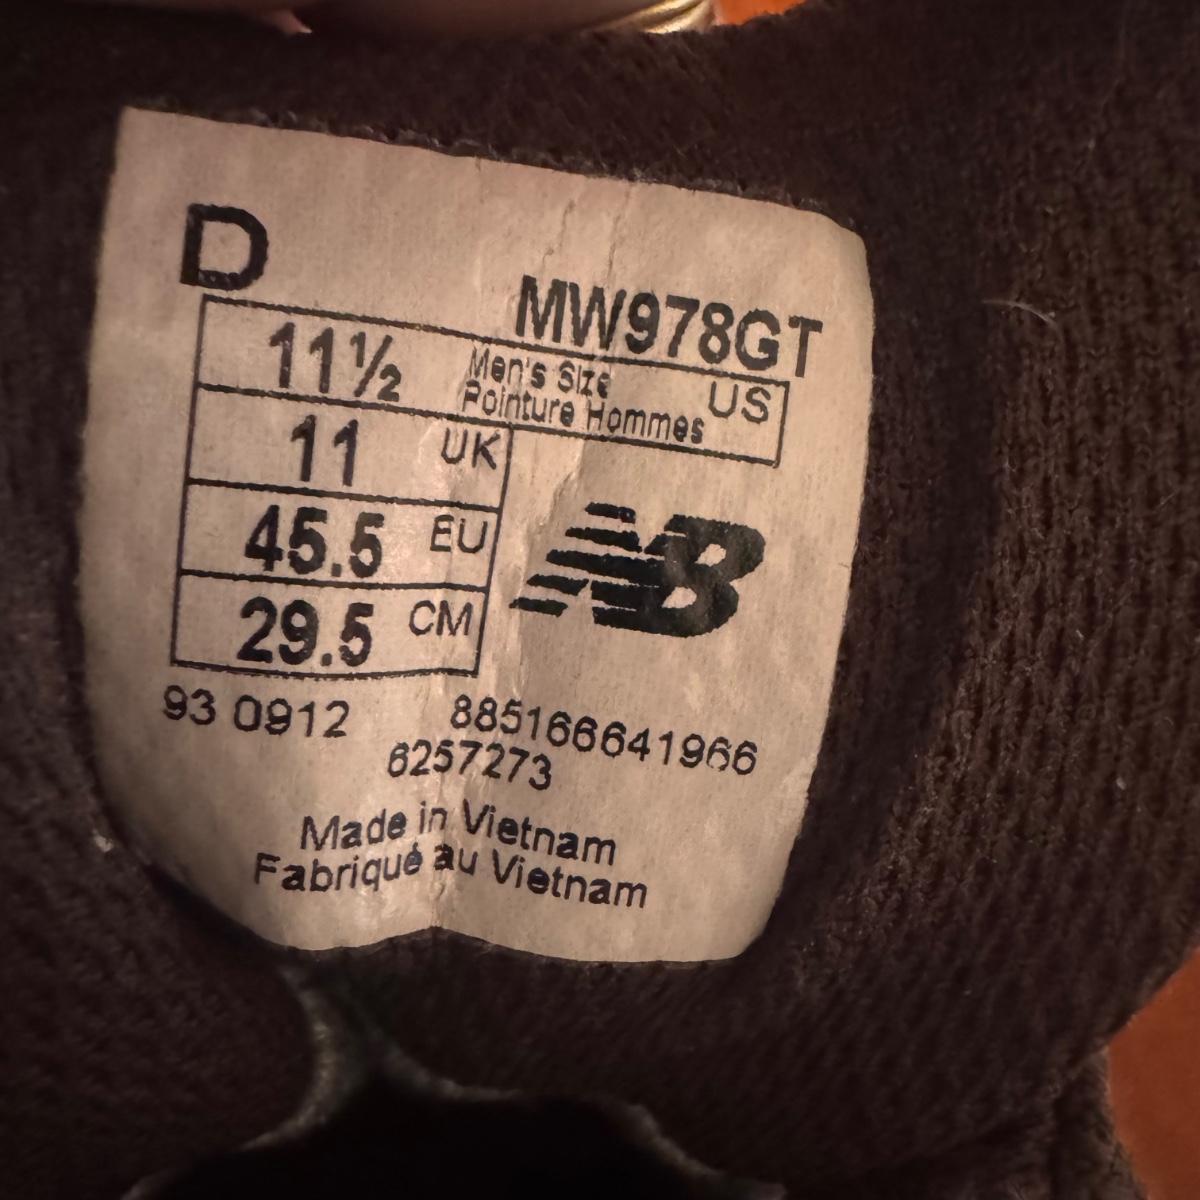 D
MW978GT
11½ Men's Size US
Pointure Hommes
11 UK
45.5 EU
29.5 CM
NB
93 0912 885166641966
6257273
Made in Vietnam
Fabriqué au Vietnam